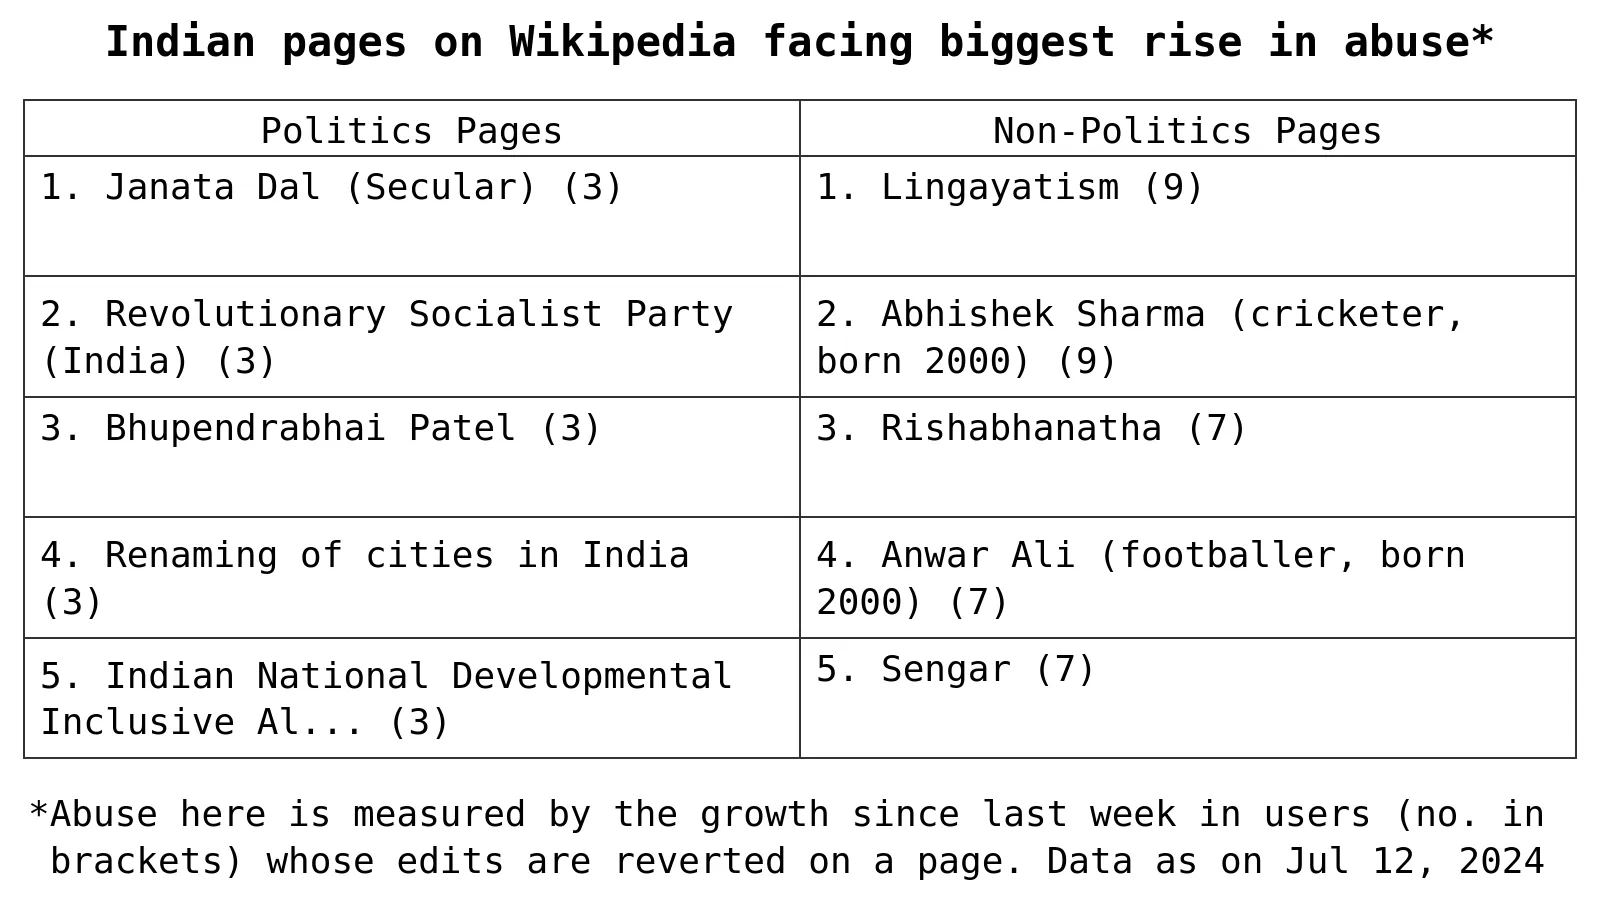 Indian pages on Wikipedia facing biggest rise in abuse*
Politics Pages
Non-Politics Pages
1. Janata Dal (Secular) (3)
1. Lingayatism (9)
2. Revolutionary Socialist Party
(India) (3)
2. Abhishek Sharma (cricketer,
born 2000) (9)
3. Bhupendrabhai Patel (3)
3. Rishabhanatha (7)
4. Renaming of cities in India
(3)
4. Anwar Ali (footballer, born
2000) (7)
5. Indian National Developmental
Inclusive Al... (3)
5. Sengar (7)
*Abuse here is measured by the growth since last week in users (no. in
brackets) whose edits are reverted on a page. Data as on Jul 12, 2024